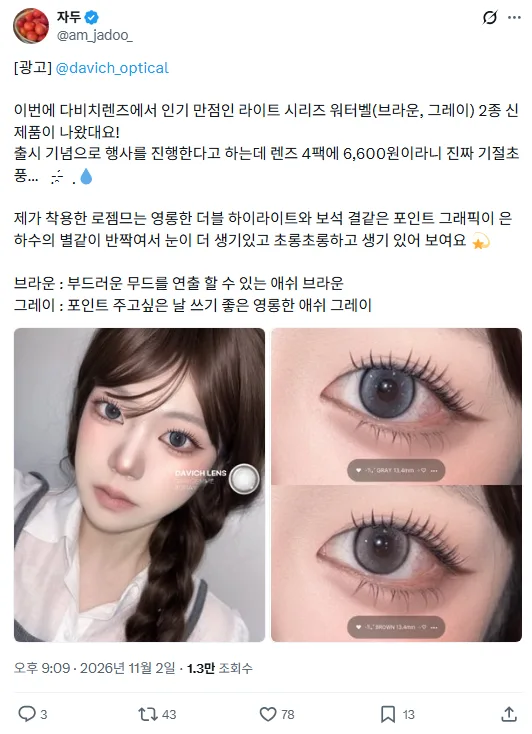 자두
@am_jadoo_
[광고] @davich_optical
이번에 다비치렌즈에서 인기 만점인 라이트 시리즈 워터벨(브라운, 그레이) 2종 신
제품이 나왔대요!
출시 기념으로 행사를 진행한다고 하는데 렌즈 4팩에 6,600원이라니 진짜 기절초
풍...
제가 착용한 로젬므는 영롱한 더블 하이라이트와 보석 결같은 포인트 그래픽이 은
하수의 별같이 반짝여서 눈이 더 생기있고 초롱초롱하고 생기 있어 보여요 💫
브라운 : 부드러운 무드를 연출 할 수 있는 애쉬 브라운
그레이 : 포인트 주고싶은 날 쓰기 좋은 영롱한 애쉬 그레이
DAVICH LENS
GRAY 13.4mm
BROWN 13.4mm
오후 9:09 · 2026년 11월 2일 · 1.3만 조회수
3 43 78 13